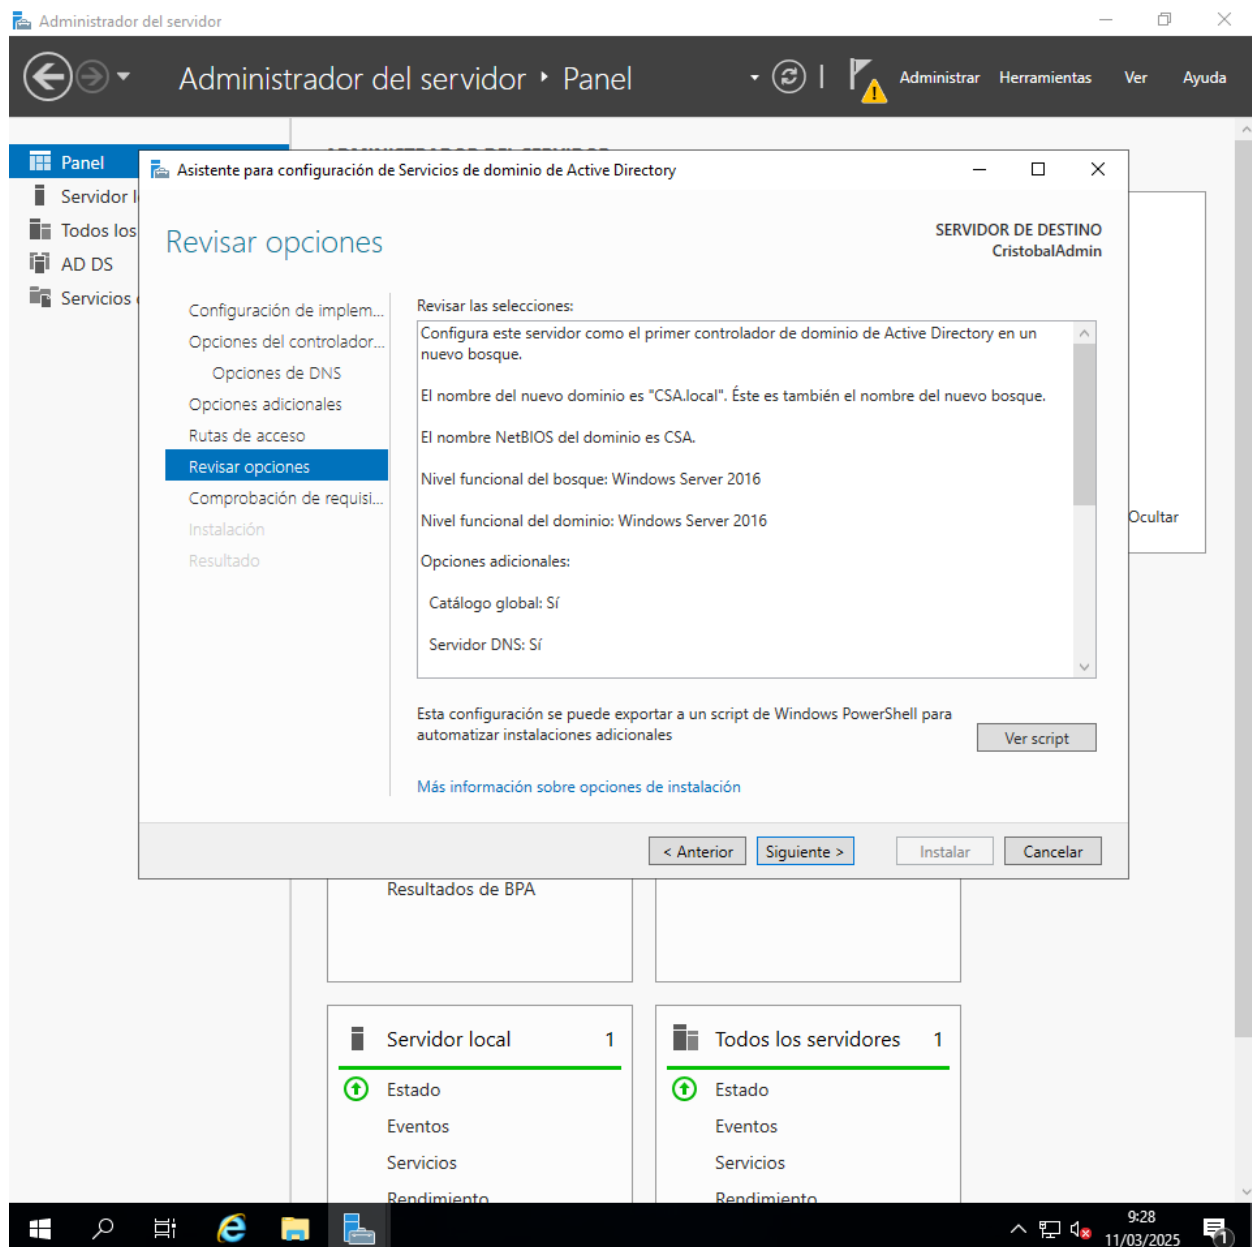 Administrador del servidor
Administrador del servidor ‣ Panel
Administrar Herramientas Ver Ayuda
Panel
Servidor l
Todos los
AD DS
Servicios
Asistente para configuración de Servicios de dominio de Active Directory
Revisar opciones
SERVIDOR DE DESTINO
CristobalAdmin
Configuración de implem...
Opciones del controlador...
Opciones de DNS
Opciones adicionales
Rutas de acceso
Revisar opciones
Comprobación de requisi...
Instalación
Resultado
Revisar las selecciones:
Configura este servidor como el primer controlador de dominio de Active Directory en un
nuevo bosque.
El nombre del nuevo dominio es "CSA.local". Éste es también el nombre del nuevo bosque.
El nombre NetBIOS del dominio es CSA.
Nivel funcional del bosque: Windows Server 2016
Nivel funcional del dominio: Windows Server 2016
Opciones adicionales:
Catálogo global: Sí
Servidor DNS: Sí
Esta configuración se puede exportar a un script de Windows PowerShell para
automatizar instalaciones adicionales
Ver script
Más información sobre opciones de instalación
< Anterior
Siguiente >
Instalar
Cancelar
Ocultar
Resultados de BPA
Servidor local 1
Estado
Eventos
Servicios
Rendimiento
Todos los servidores 1
Estado
Eventos
Servicios
Rendimiento
9:28
11/03/2025
1